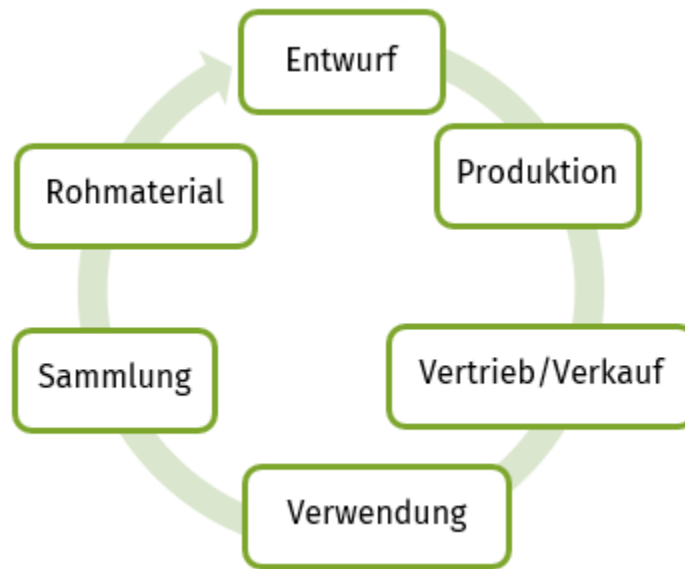 Entwurf
Produktion
Vertrieb/Verkauf
Verwendung
Sammlung
Rohmaterial